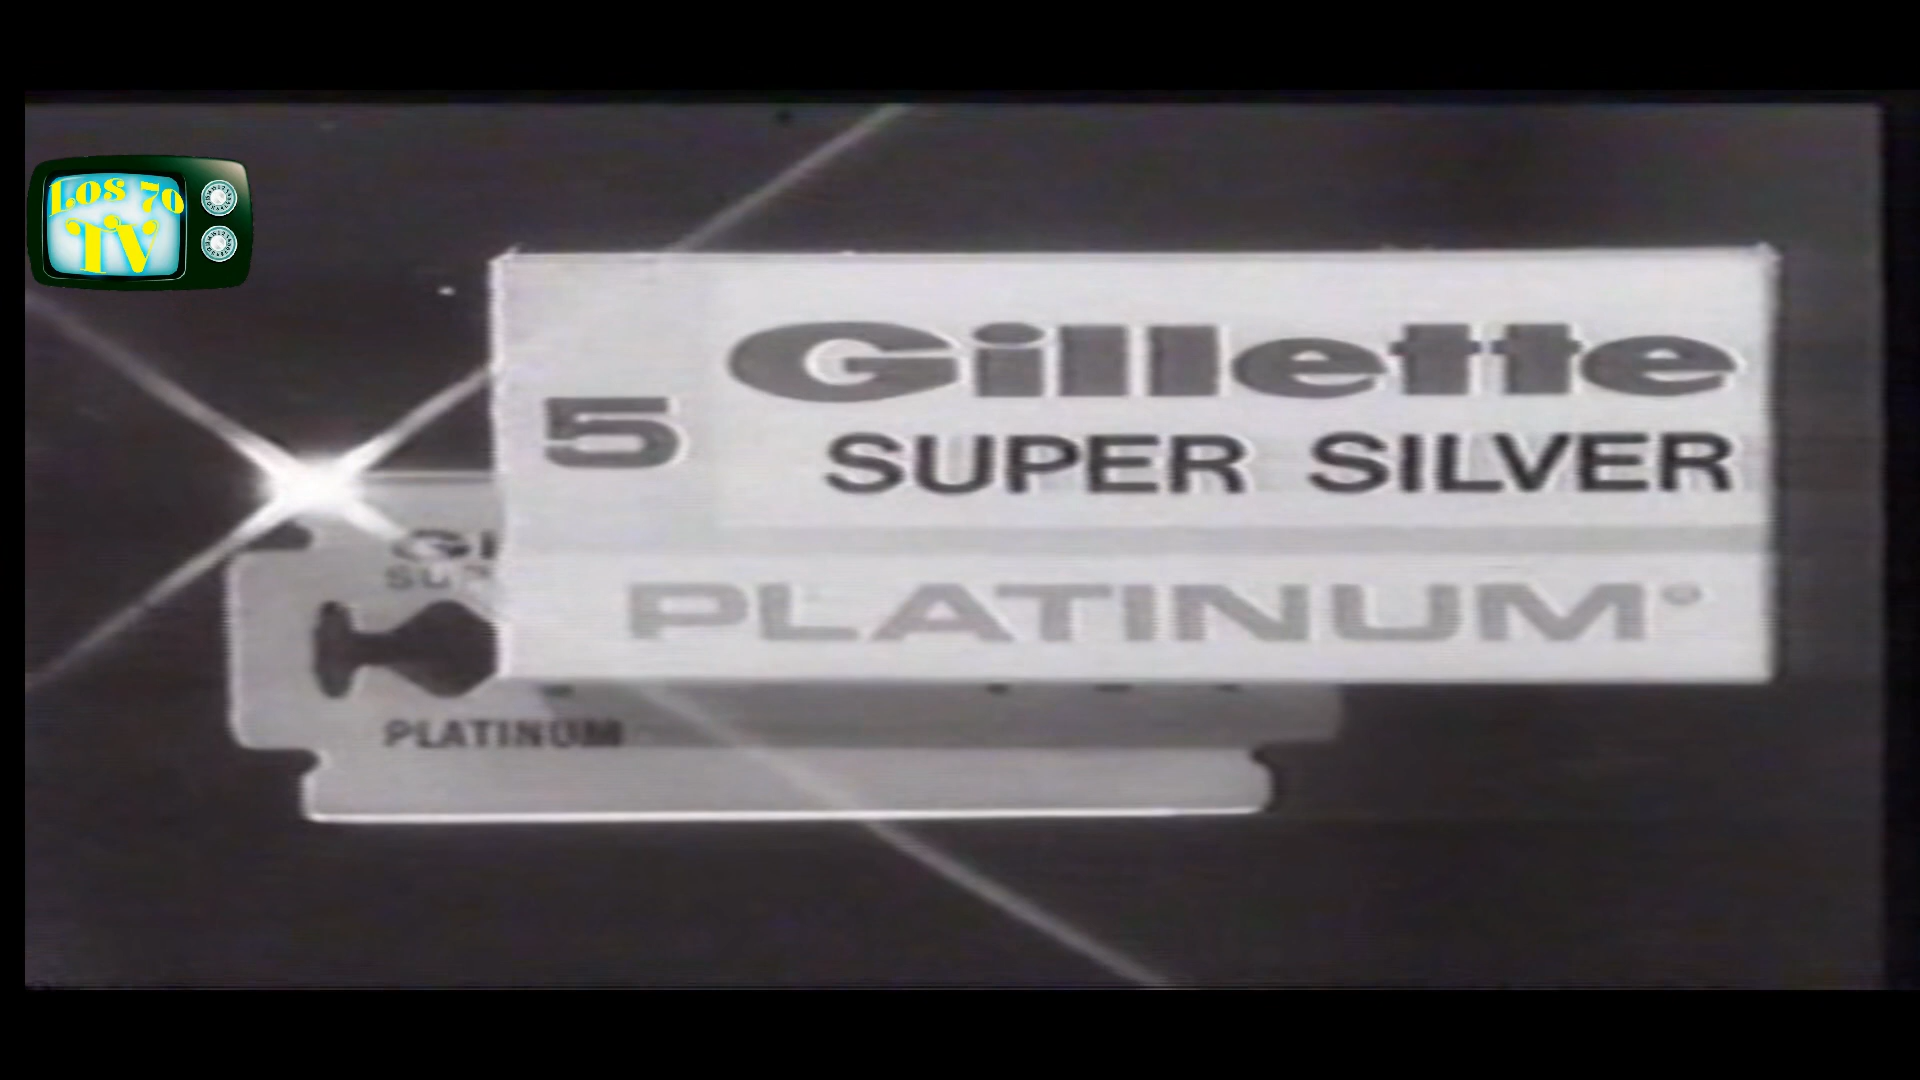 Los 70
TV
5
Gillette
SUPER SILVER
PLATINUM®
PLATINUM